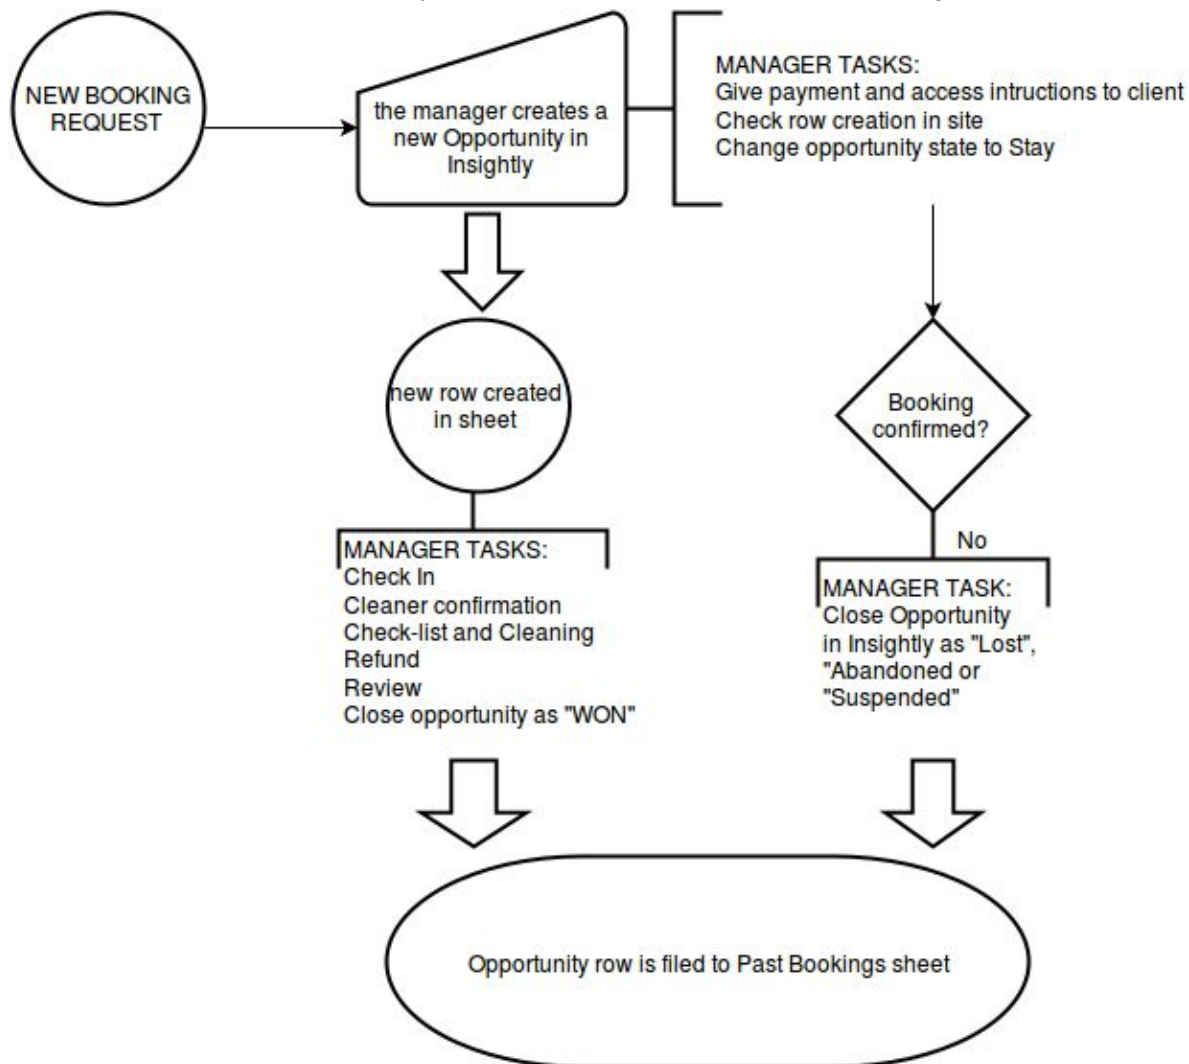 NEW BOOKING
REQUEST
the manager creates a
new Opportunity in
Insightly
MANAGER TASKS:
Give payment and access intructions to client
Check row creation in site
Change opportunity state to Stay
new row created
in sheet
Booking
confirmed?
No
MANAGER TASKS:
Check In
Cleaner confirmation
Check-list and Cleaning
Refund
Review
Close opportunity as "WON"
MANAGER TASK:
Close Opportunity
in Insightly as "Lost",
"Abandoned or
"Suspended"
Opportunity row is filed to Past Bookings sheet